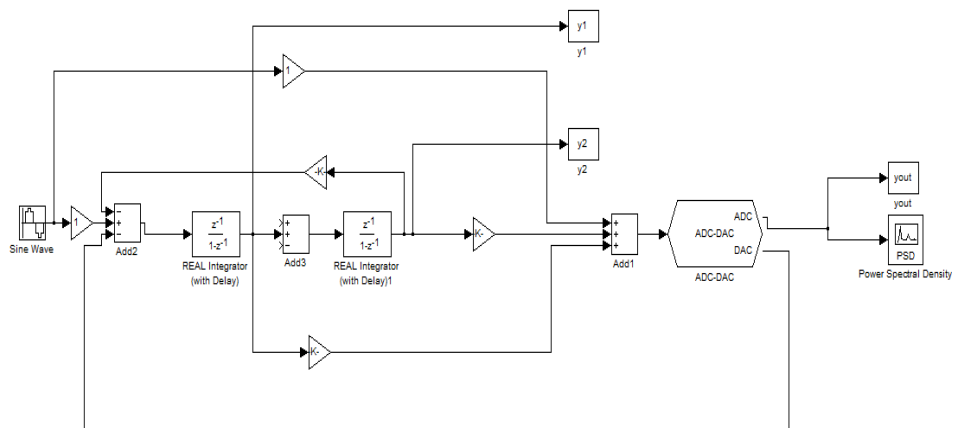 y1
y1
1
y2
y2
-K-
yout
yout
1
Sine Wave
−
+
−
Add2
z-1
1-z-1
REAL Integrator
(with Delay)
+
−
Add3
z-1
1-z-1
REAL Integrator
(with Delay)1
K-
+
+
+
Add1
ADC
ADC-DAC
DAC
ADC-DAC
PSD
Power Spectral Density
K-